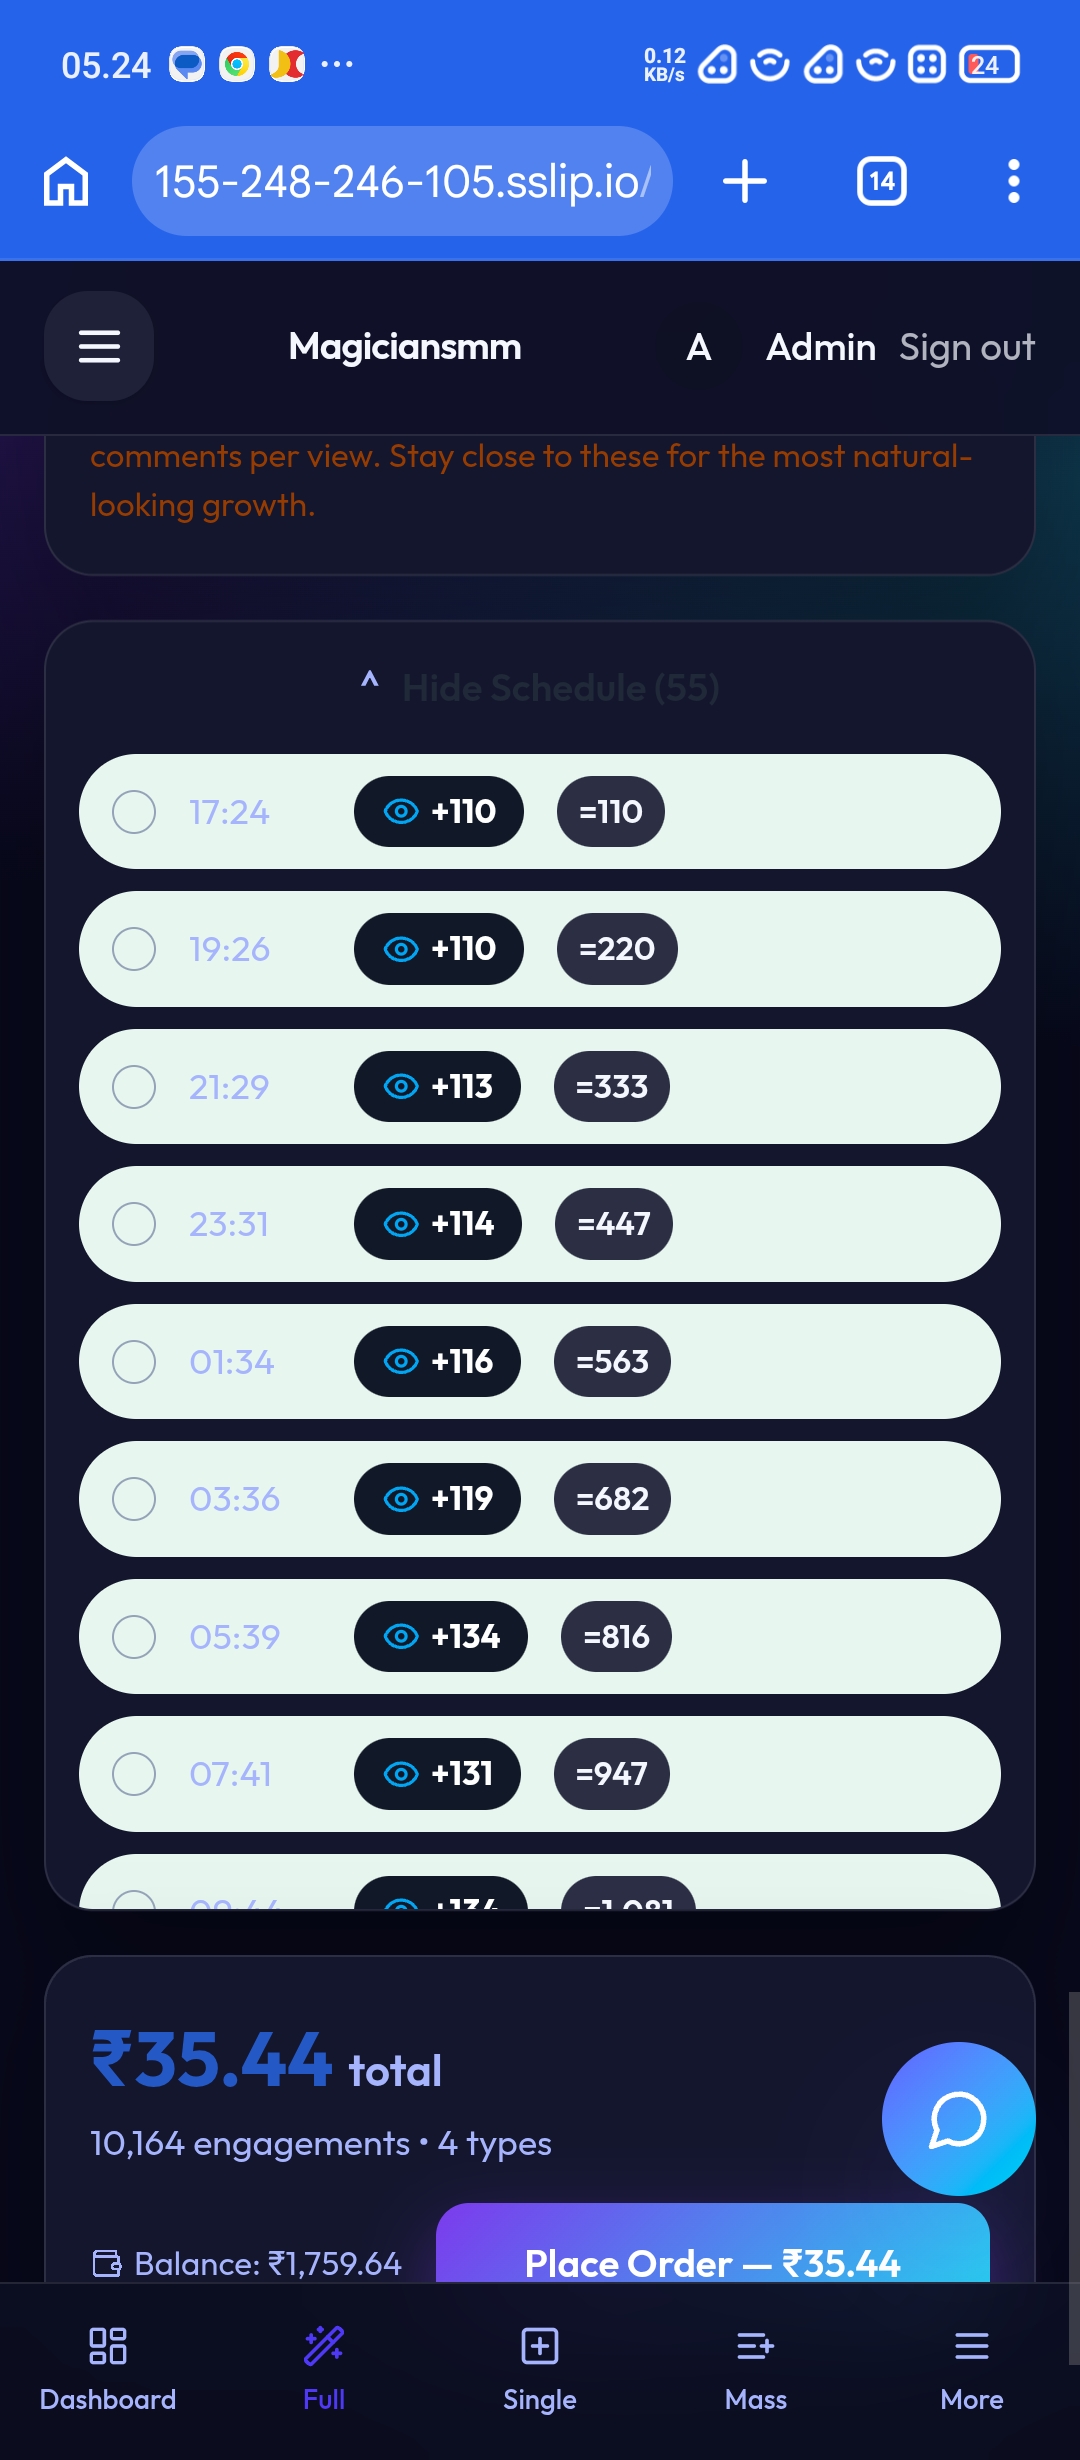 05.24
0.12 KB/s
24
155-248-246-105.sslip.io/
14
Magiciansmm
A Admin Sign out
comments per view. Stay close to these for the most natural-
looking growth.
^ Hide Schedule (55)
17:24 +110 =110
19:26 +110 =220
21:29 +113 =333
23:31 +114 =447
01:34 +116 =563
03:36 +119 =682
05:39 +134 =816
07:41 +131 =947
+134 =1,081
₹35.44 total
10,164 engagements • 4 types
Balance: ₹1,759.64
Place Order — ₹35.44
Dashboard
Full
Single
Mass
More